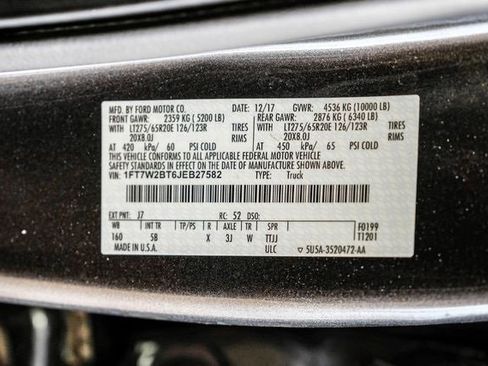 MFD. BY FORD MOTOR CO. 12/17 GVWR: 4536 KG (10000 LB)
FRONT GAWR: 2359 KG (5200 LB) REAR GAWR: 2876 KG (6340 LB)
WITH LT275/65R20E 126/123R TIRES WITH LT275/65R20E 126/123R TIRES
20X8.0J RIMS 20X8.0J RIMS
AT 420 kPa/ 60 PSI COLD AT 450 kPa/ 65 PSI COLD
THIS VEHICLE CONFORMS TO ALL APPLICABLE FEDERAL MOTOR VEHICLE
SAFETY STANDARDS IN EFFECT ON THE DATE OF MANUFACTURE SHOWN ABOVE.
VIN: 1FT7W2BT6JEB27582 TYPE: Truck
EXT PNT: J7 RC: 52 DSO:
WB INT TR TP/PS R AXLE TR SPR F0199
160 5B X 3J W TTJJ T1201
MADE IN U.S.A. ULC ▽5U5A-3520472-AA